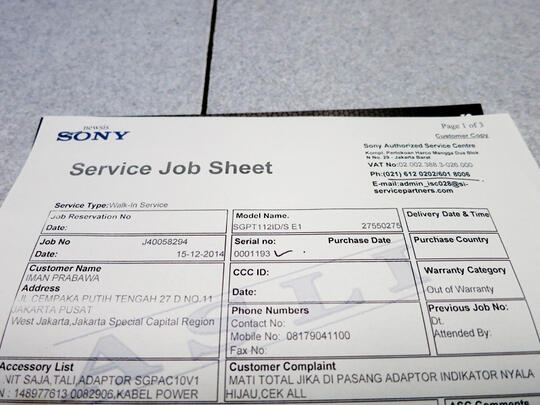 newsis
SONY
Page 1 of 3
Customer Copy
Service Job Sheet
Sony Authorized Service Centre
Kompl. Pertokoan Harco Mangga Dua Blok
N No. 29 - Jakarta Barat
VAT No:02.002.388.3-026.000
Ph:(021) 612 0202/601 8006
E-mail:admin_isc028@si-
servicepartners.com
Service Type:Walk-In Service
Job Reservation No
Date:
Model Name.
SGPT112ID/S E1 27550275
Delivery Date & Time
Job No J40058294
Date: 15-12-2014
Serial no: Purchase Date
0001193
Purchase Country
Customer Name
IMAN PRABAWA
Address
JL CEMPAKA PUTIH TENGAH 27 D NO.11
JAKARTA PUSAT
West Jakarta,Jakarta Special Capital Region
CCC ID:
Date:
Warranty Category
Out of Warranty
Phone Numbers
Contact No:
Mobile No: 08179041100
Fax No:
Previous Job No:
Dt.
Attended By:
ASLI
Accessory List
NIT SAJA,TALI,ADAPTOR SGPAC10V1
: 148977613 0082906,KABEL POWER
Customer Complaint
MATI TOTAL JIKA DI PASANG ADAPTOR INDIKATOR NYALA
HIJAU,CEK ALL
ASC Comments